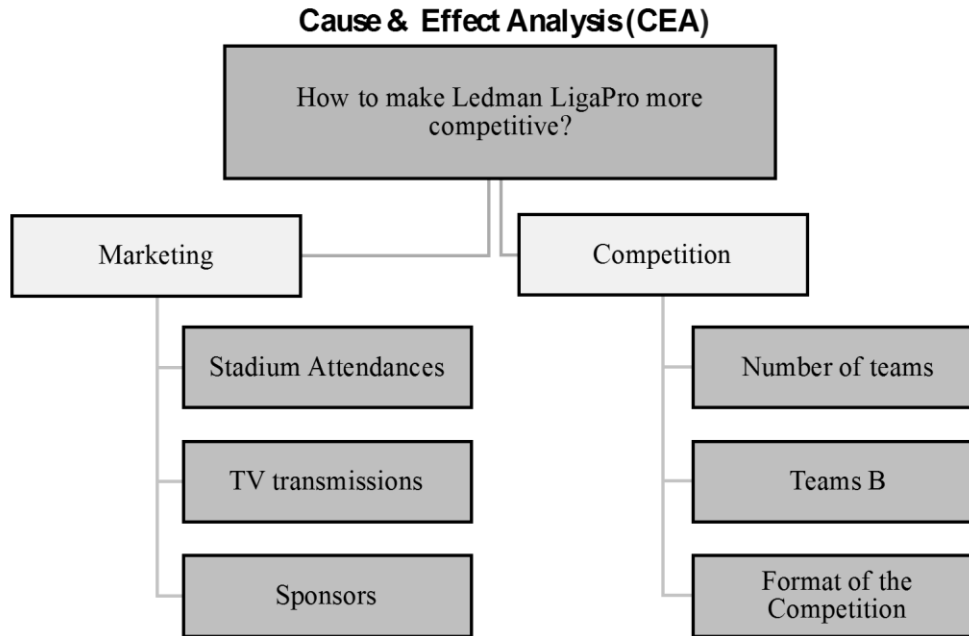 Cause & Effect Analysis (CEA)
How to make Ledman LigaPro more
competitive?
Marketing
Competition
Stadium Attendances
Number of teams
TV transmissions
Teams B
Sponsors
Format of the
Competition